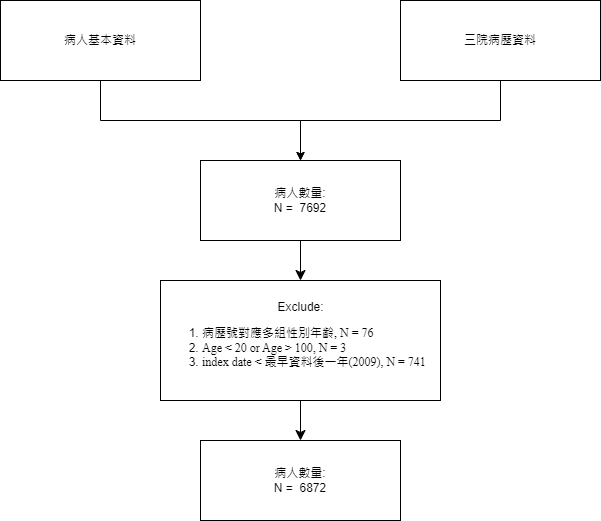 病人基本資料
三院病歷資料
病人數量:
N =  7692
Exclude:
1. 病歷號對應多組性別年齡, N = 76
2. Age < 20 or Age > 100, N = 3
3. index date < 最早資料後一年(2009), N = 741
病人數量:
N =  6872